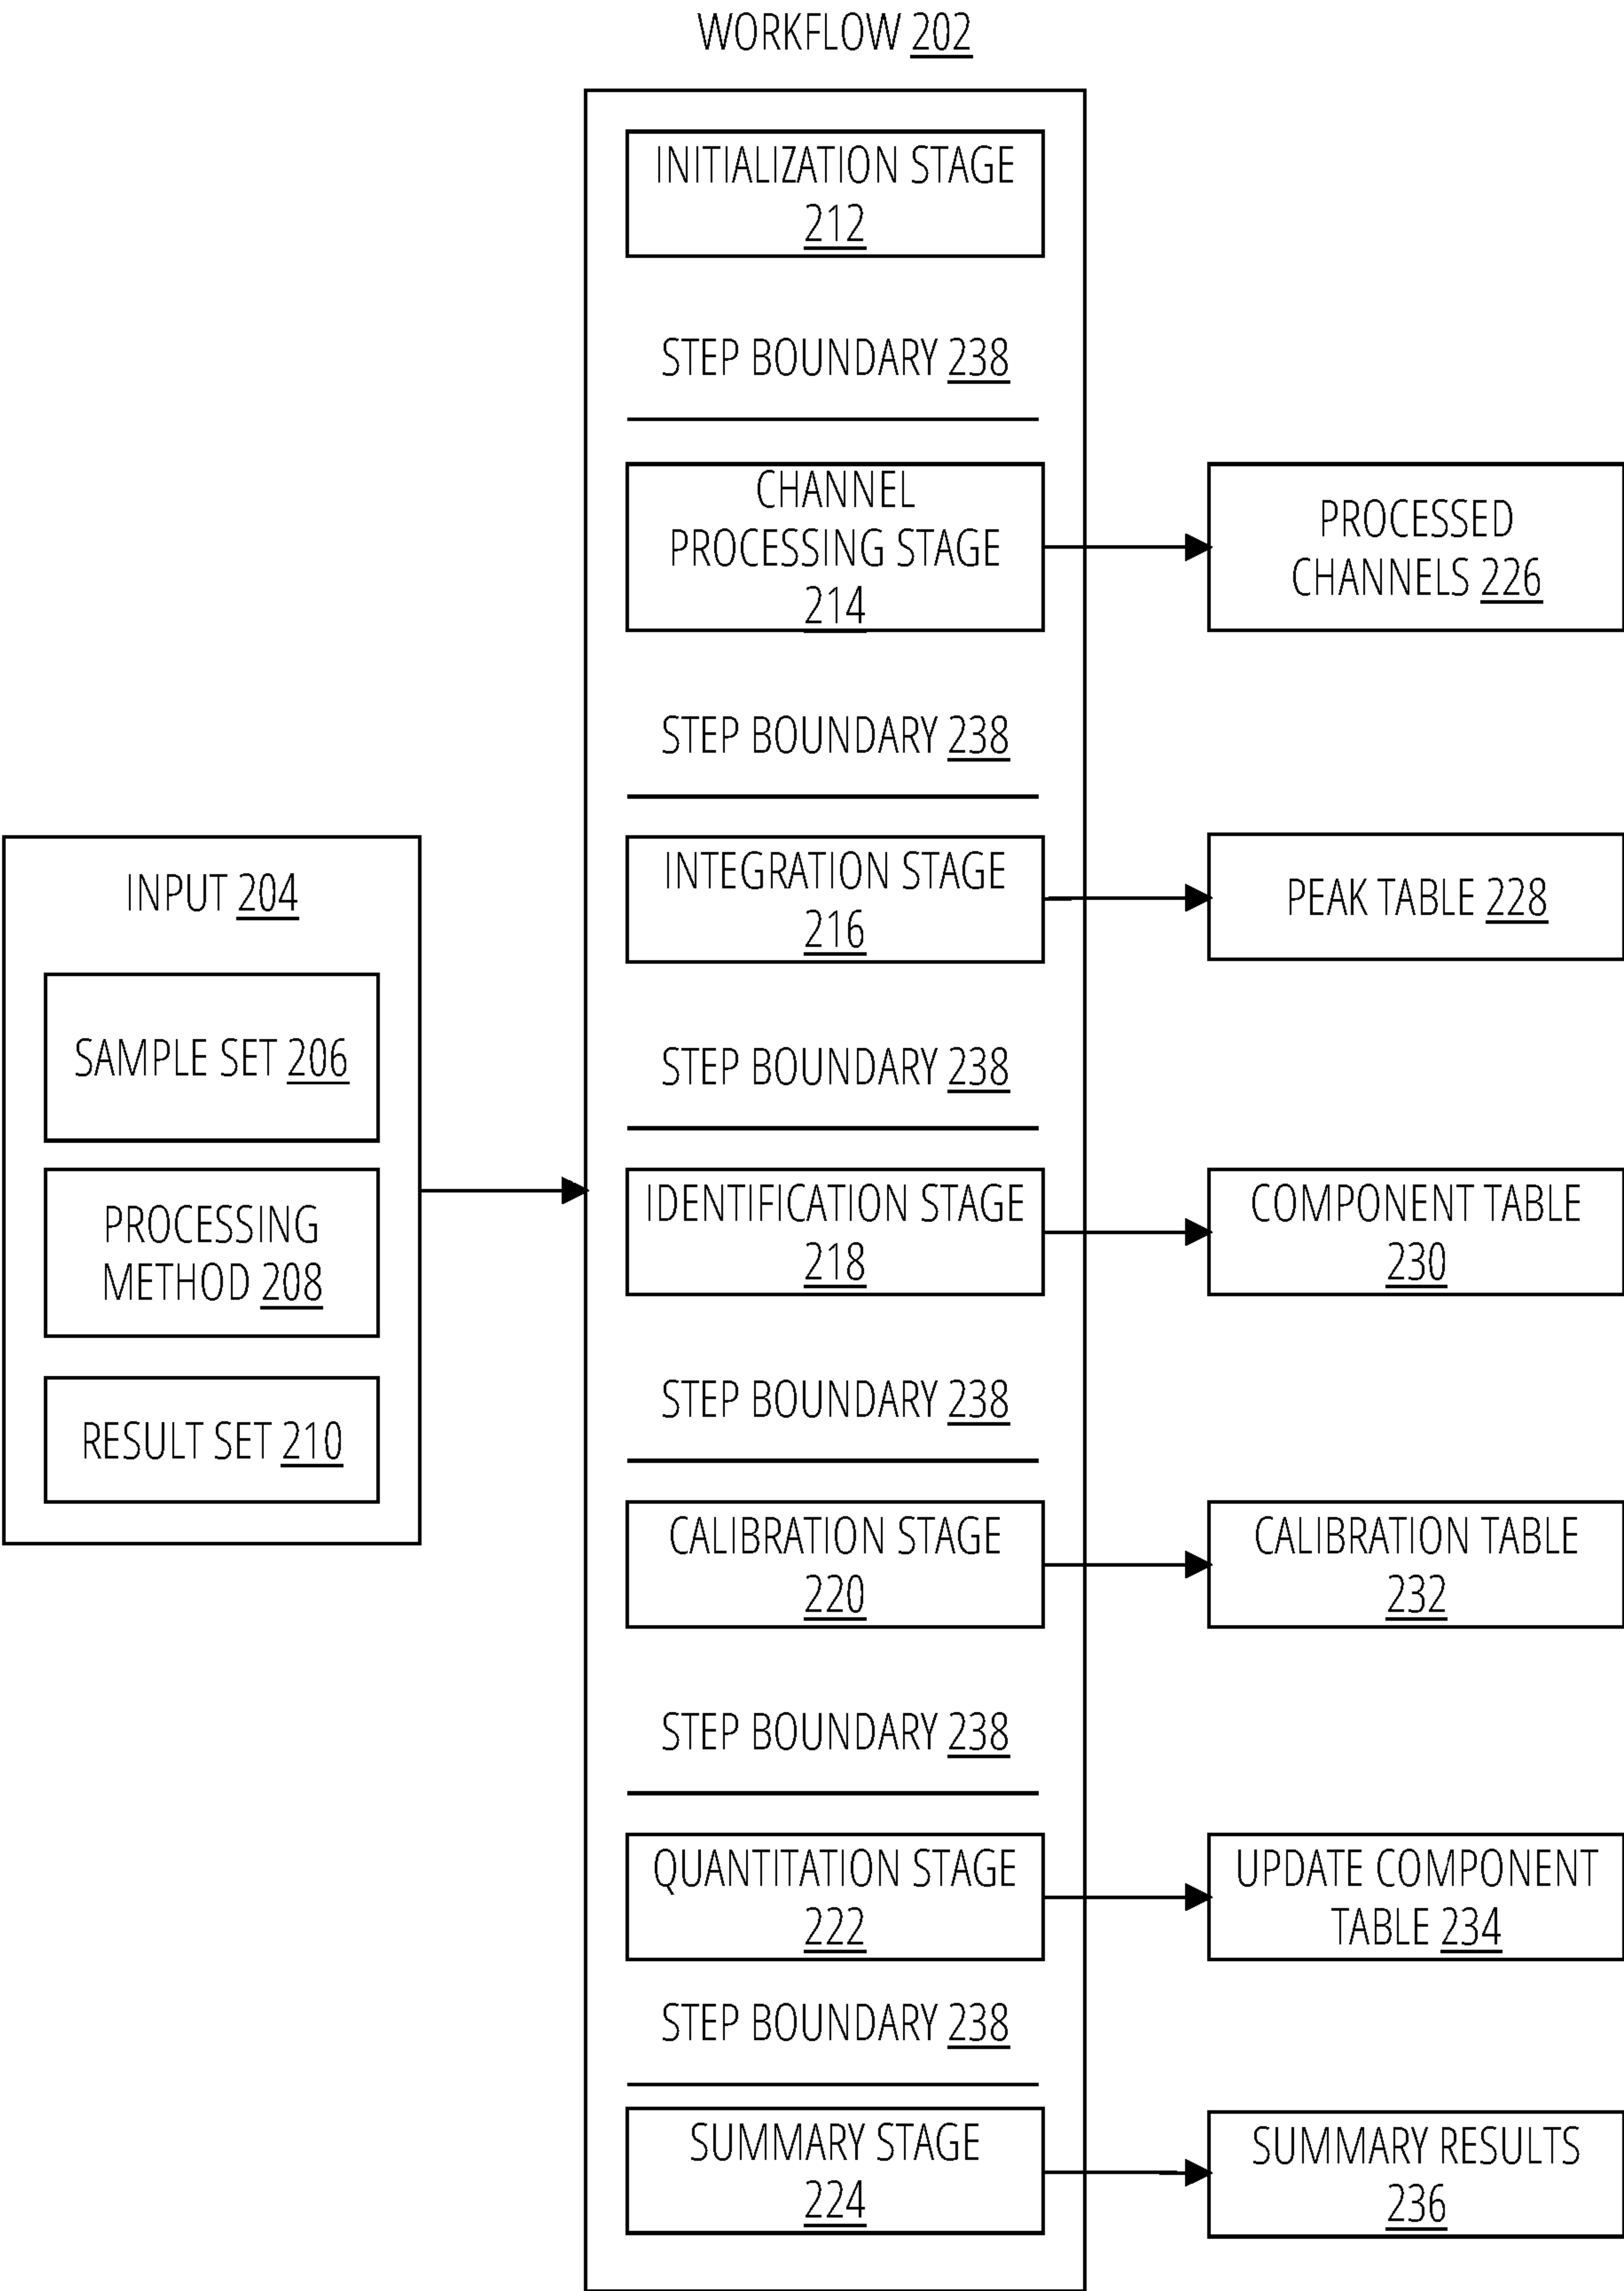 WORKFLOW 202
INITIALIZATION STAGE
212
STEP BOUNDARY 238
CHANNEL
PROCESSING STAGE
214
PROCESSED
CHANNELS 226
STEP BOUNDARY 238
INTEGRATION STAGE
216
PEAK TABLE 228
INPUT 204
SAMPLE SET 206
PROCESSING
METHOD 208
RESULT SET 210
STEP BOUNDARY 238
IDENTIFICATION STAGE
218
COMPONENT TABLE
230
STEP BOUNDARY 238
CALIBRATION STAGE
220
CALIBRATION TABLE
232
STEP BOUNDARY 238
QUANTITATION STAGE
222
UPDATE COMPONENT
TABLE 234
STEP BOUNDARY 238
SUMMARY STAGE
224
SUMMARY RESULTS
236